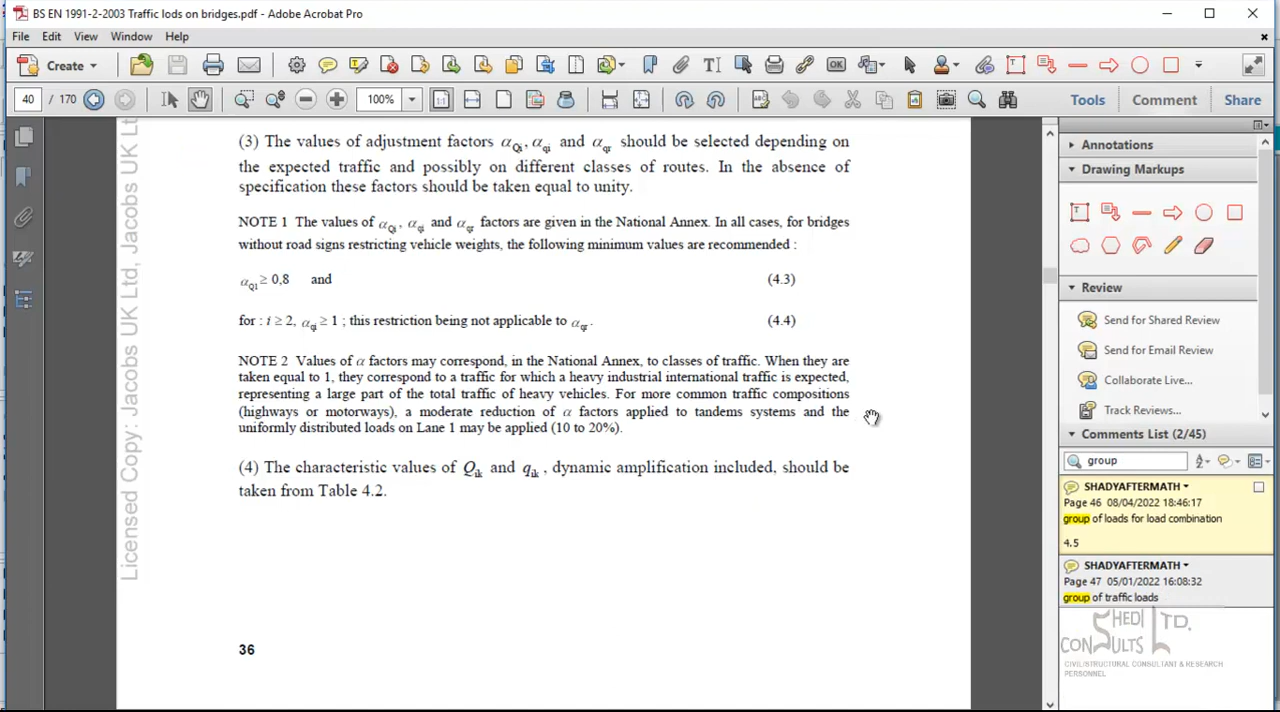 BS EN 1991-2-2003 Traffic lods on bridges.pdf - Adobe Acrobat Pro
File Edit View Window Help
Create
OK
40 / 170 100% Tools Comment Share
(3) The values of adjustment factors αQi, αqi and αqr should be selected depending on
the expected traffic and possibly on different classes of routes. In the absence of
specification these factors should be taken equal to unity.
NOTE 1 The values of αQi, αqi and αqr factors are given in the National Annex. In all cases, for bridges
without road signs restricting vehicle weights, the following minimum values are recommended :
αQ1 ≥ 0,8 and (4.3)
for : i ≥ 2, αqi ≥ 1 ; this restriction being not applicable to αqr. (4.4)
NOTE 2 Values of α factors may correspond, in the National Annex, to classes of traffic. When they are
taken equal to 1, they correspond to a traffic for which a heavy industrial international traffic is expected,
representing a large part of the total traffic of heavy vehicles. For more common traffic compositions
(highways or motorways), a moderate reduction of α factors applied to tandems systems and the
uniformly distributed loads on Lane 1 may be applied (10 to 20%).
(4) The characteristic values of Qik and qik, dynamic amplification included, should be
taken from Table 4.2.
36
Licensed Copy: Jacobs UK Ltd, Jacobs UK Lt
Annotations
Drawing Markups
Review
Send for Shared Review
Send for Email Review
Collaborate Live...
Track Reviews...
Comments List (2/45)
group
SHADYAFTERMATH
Page 46 08/04/2022 18:46:17
group of loads for load combination
4.5
SHADYAFTERMATH
Page 47 05/01/2022 16:08:32
group of traffic loads
SHEDI LTD.
CONSULTS
CIVIL/STRUCTURAL CONSULTANT & RESEARCH
PERSONNEL